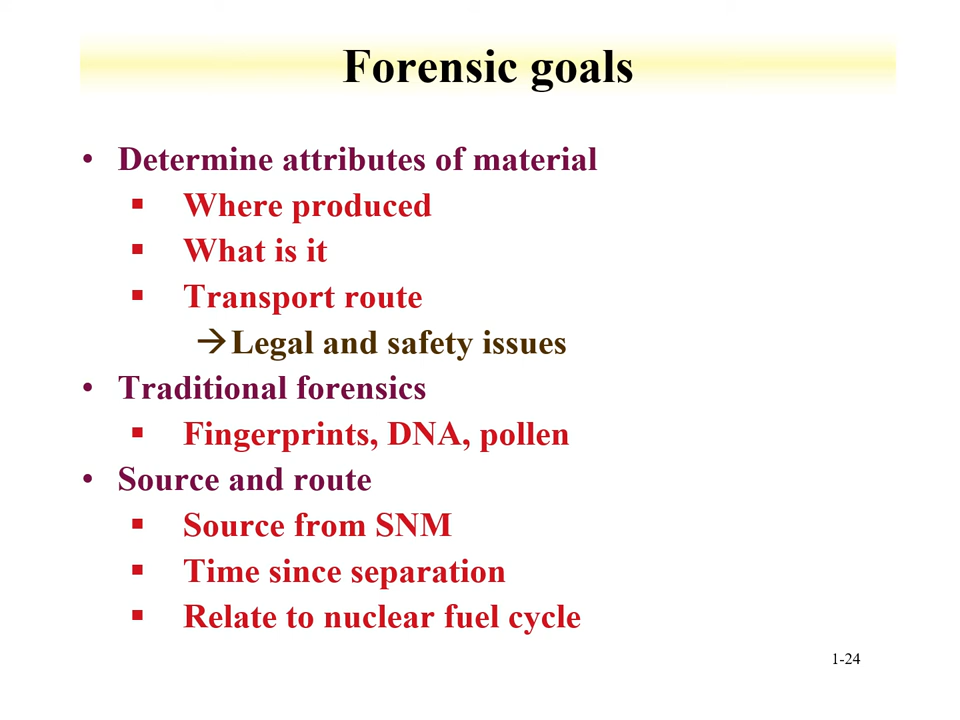 Forensic goals
• Determine attributes of material
▪ Where produced
▪ What is it
▪ Transport route
→Legal and safety issues
• Traditional forensics
▪ Fingerprints, DNA, pollen
• Source and route
▪ Source from SNM
▪ Time since separation
▪ Relate to nuclear fuel cycle
1-24